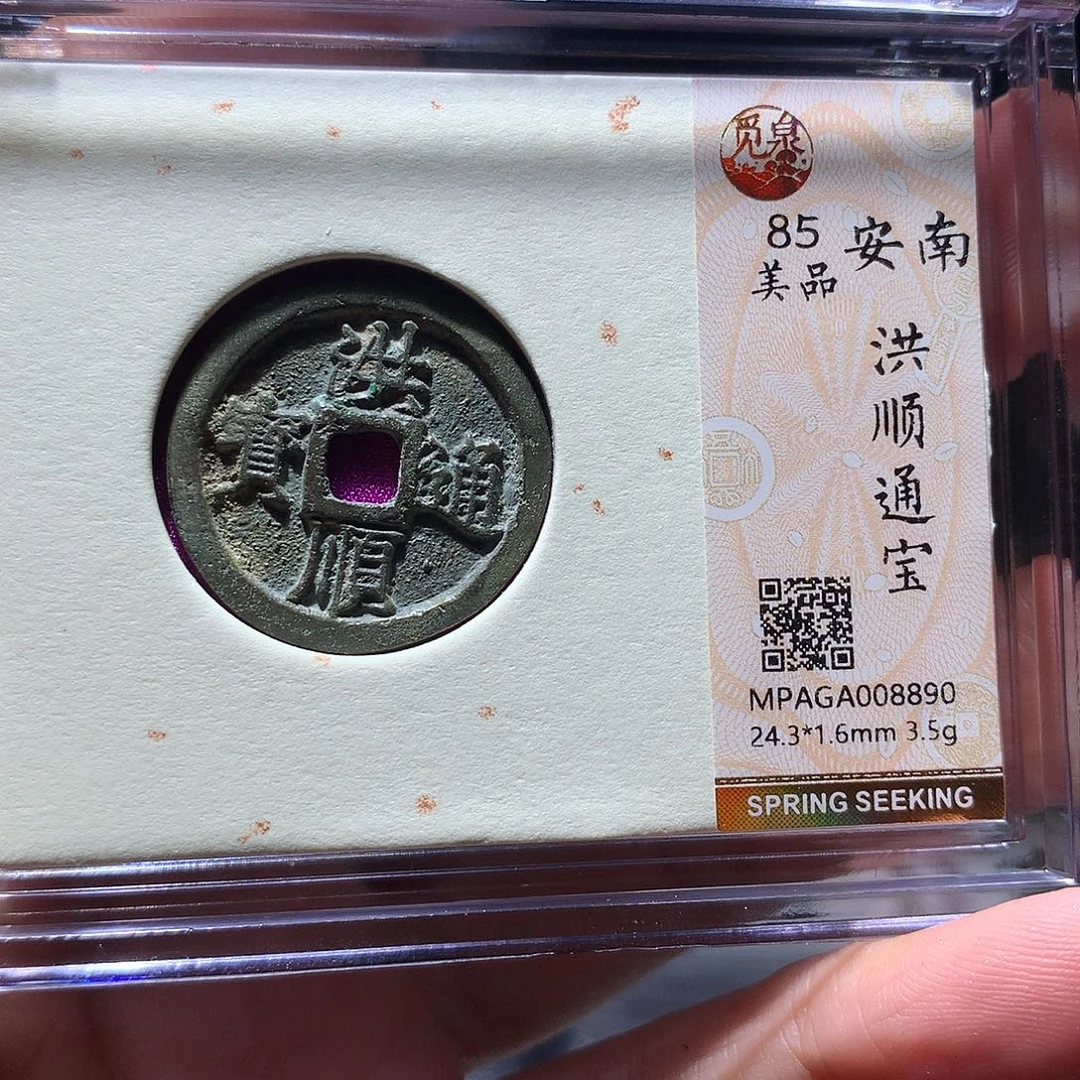 洪順通寳
觅泉
85
美品
安南
洪顺通宝
MPAGA008890
24.3*1.6mm 3.5g
SPRING SEEKING